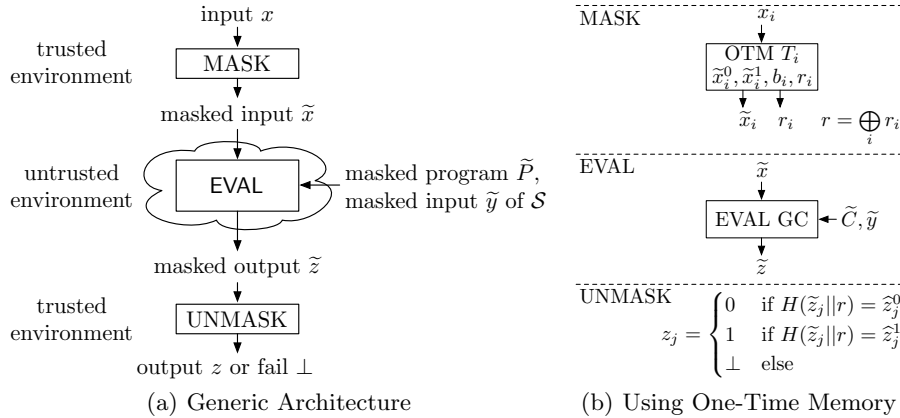 input x
trusted
environment
MASK
masked input x̃
untrusted
environment
EVAL
masked program P̃,
masked input ỹ of 𝒮
masked output z̃
trusted
environment
UNMASK
output z or fail ⊥
(a) Generic Architecture
MASK
x_i
OTM T_i
x̃_i^0, x̃_i^1, b_i, r_i
x̃_i r_i r = ⊕_i r_i
EVAL
x̃
EVAL GC
C̃, ỹ
z̃
UNMASK
z_j = { 0 if H(z̃_j||r) = ẑ_j^0
1 if H(z̃_j||r) = ẑ_j^1
⊥ else
(b) Using One-Time Memory